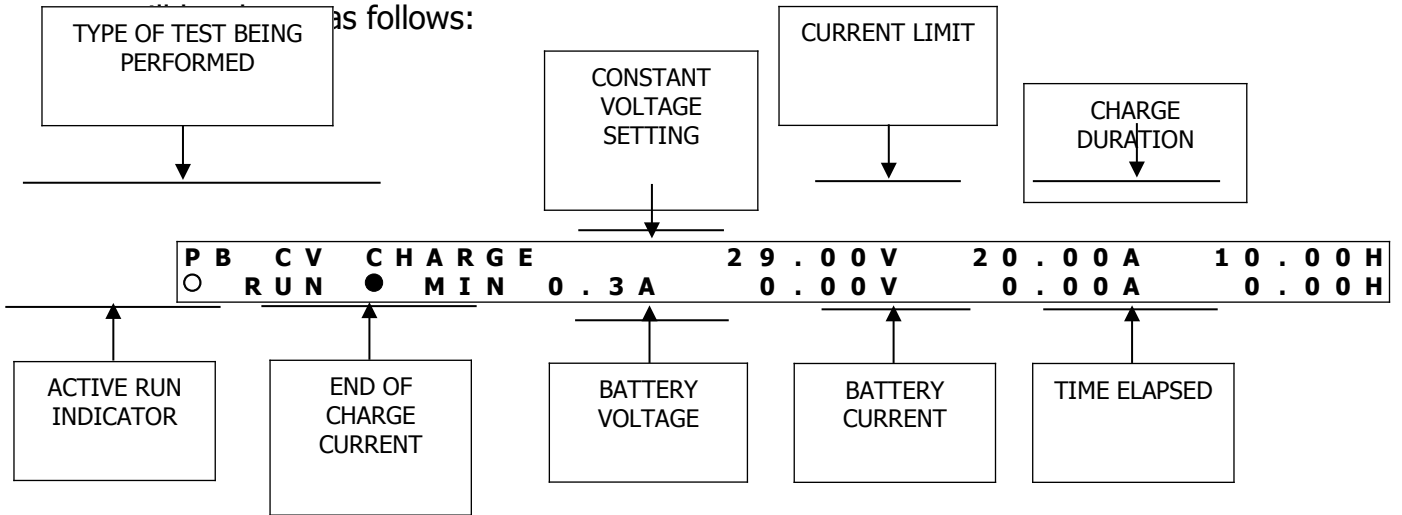 as follows:
TYPE OF TEST BEING
PERFORMED
CURRENT LIMIT
CONSTANT
VOLTAGE
SETTING
CHARGE
DURATION
PB CV CHARGE 29.00V 20.00A 10.00H
○ RUN ● MIN 0.3A 0.00V 0.00A 0.00H
ACTIVE RUN
INDICATOR
END OF
CHARGE
CURRENT
BATTERY
VOLTAGE
BATTERY
CURRENT
TIME ELAPSED